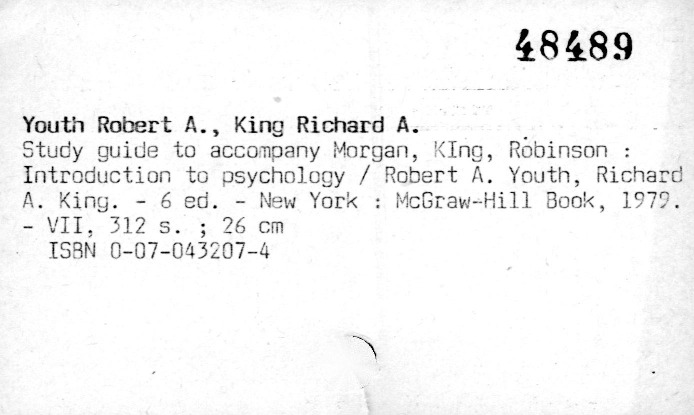 48489
Youth Robert A., King Richard A.
Study guide to accompany Morgan, KIng, Robinson :
Introduction to psychology / Robert A. Youth, Richard
A. King. - 6 ed. - New York : McGraw-Hill Book, 1979.
- VII, 312 s. ; 26 cm
ISBN 0-07-043207-4